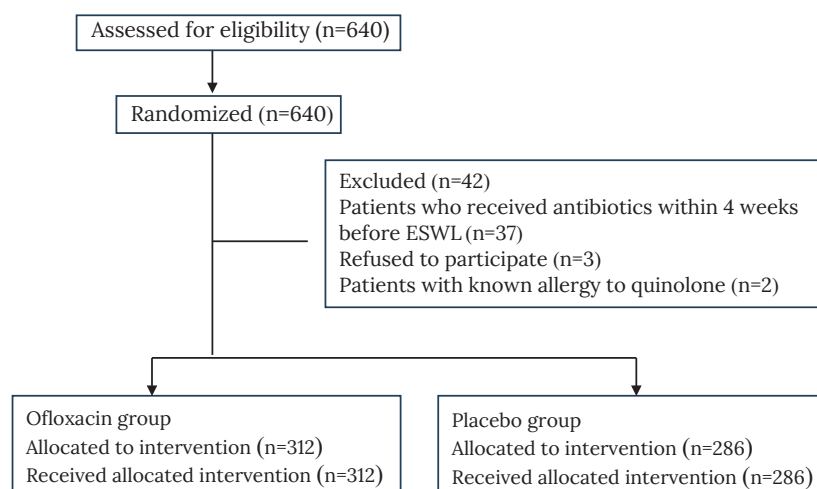 Assessed for eligibility (n=640)
Randomized (n=640)
Excluded (n=42)
Patients who received antibiotics within 4 weeks
before ESWL (n=37)
Refused to participate (n=3)
Patients with known allergy to quinolone (n=2)
Ofloxacin group
Allocated to intervention (n=312)
Received allocated intervention (n=312)
Placebo group
Allocated to intervention (n=286)
Received allocated intervention (n=286)